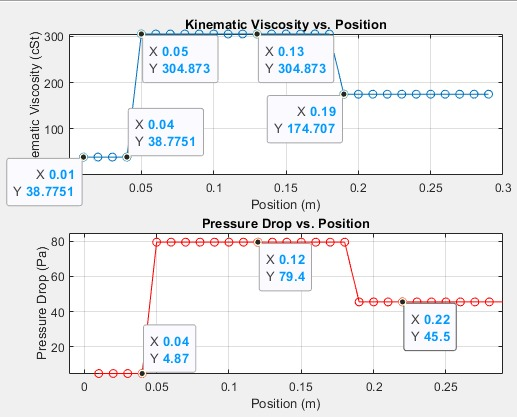 Kinematic Viscosity vs. Position
ematic Viscosity (cSt)
300
200
100
X 0.05
Y 304.873
X 0.13
Y 304.873
X 0.04
Y 38.7751
X 0.19
Y 174.707
X 0.01
Y 38.7751
0.05
0.1
0.15
0.2
0.25
0.3
Position (m)
Pressure Drop vs. Position
Pressure Drop (Pa)
80
60
40
20
X 0.12
Y 79.4
X 0.22
Y 45.5
X 0.04
Y 4.87
0
0.05
0.1
0.15
0.2
0.25
Position (m)